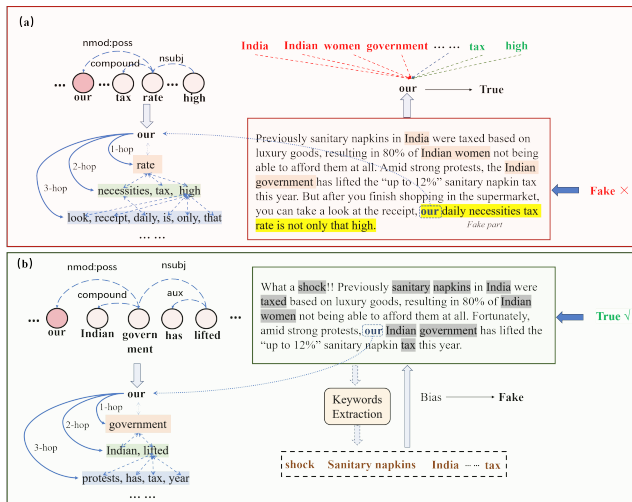 (a)
nmod:poss
compound
nsubj
... our ... tax rate ... high
our
1-hop
2-hop
3-hop
rate
necessities, tax, high
look, receipt, daily, is, only, that
... ...
India Indian women government ... ... tax high
our True
Previously sanitary napkins in India were taxed based on
luxury goods, resulting in 80% of Indian women not being
able to afford them at all. Amid strong protests, the Indian
government has lifted the “up to 12%” sanitary napkin tax
this year. But after you finish shopping in the supermarket,
you can take a look at the receipt, our daily necessities tax
rate is not only that high.
Fake part
Fake ×
(b)
nmod:poss
nsubj
compound
aux
... our Indian govern
ment has lifted ...
our
1-hop
2-hop
3-hop
government
Indian, lifted
protests, has, tax, year
... ...
What a shock!! Previously sanitary napkins in India were
taxed based on luxury goods, resulting in 80% of Indian
women not being able to afford them at all. Fortunately,
amid strong protests, our Indian government has lifted the
“up to 12%” sanitary napkin tax this year.
True √
Keywords
Extraction
Bias Fake
shock Sanitary napkins India ... tax